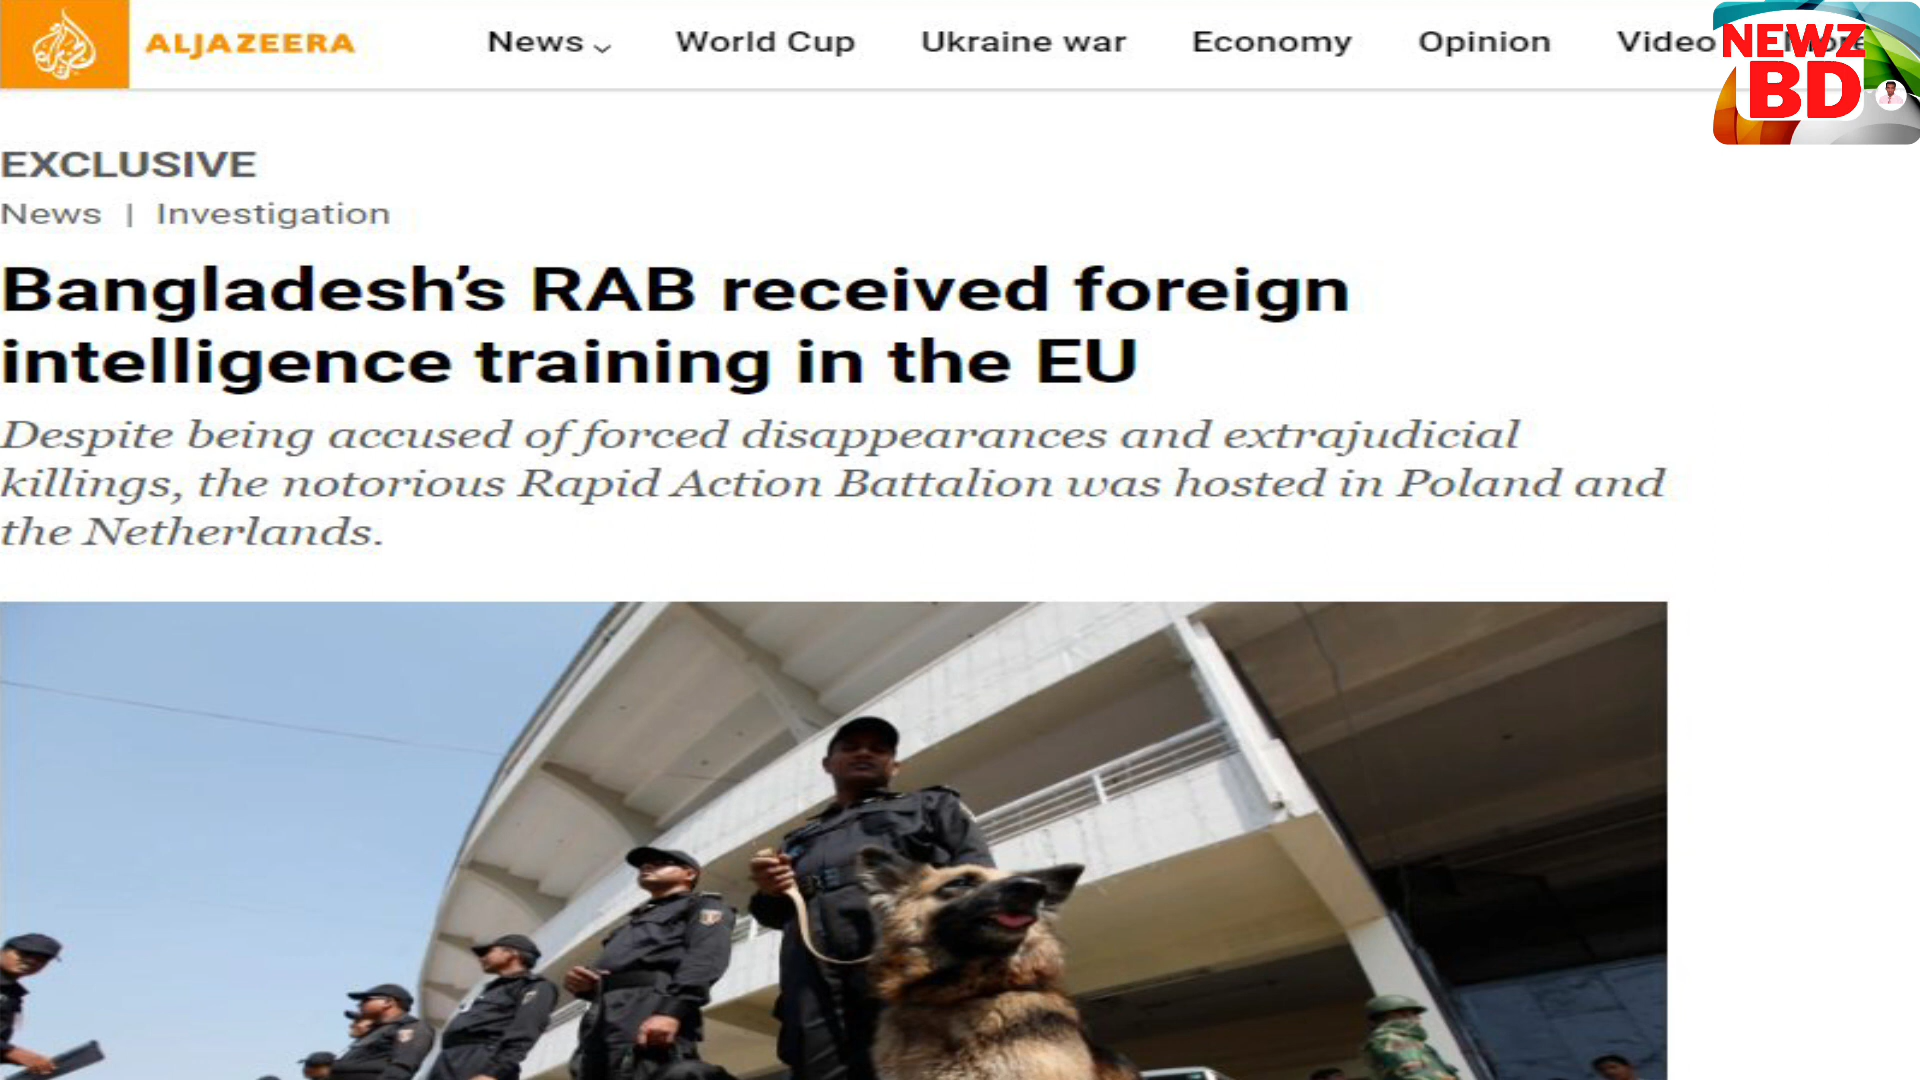 ALJAZEERA
News World Cup Ukraine war Economy Opinion Video More
NEWZ
BD
EXCLUSIVE
News | Investigation
Bangladesh’s RAB received foreign
intelligence training in the EU
Despite being accused of forced disappearances and extrajudicial
killings, the notorious Rapid Action Battalion was hosted in Poland and
the Netherlands.